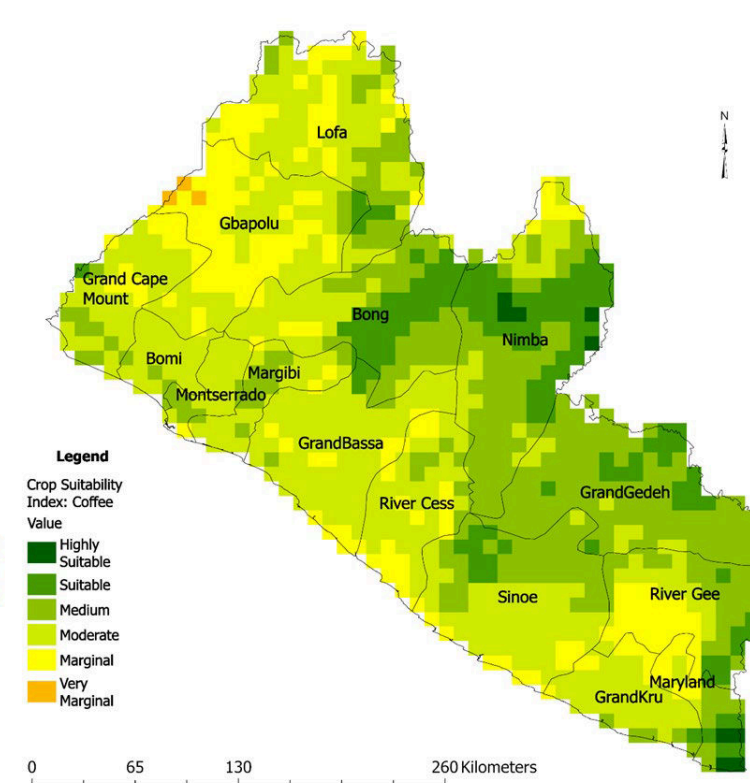 N
Lofa
Gbapolu
Grand Cape
Mount
Bong
Nimba
Bomi
Margibi
Montserrado
GrandBassa
River Cess
GrandGedeh
Sinoe
River Gee
Maryland
GrandKru
Legend
Crop Suitability
Index: Coffee
Value
Highly
Suitable
Suitable
Medium
Moderate
Marginal
Very
Marginal
0 65 130 260 Kilometers